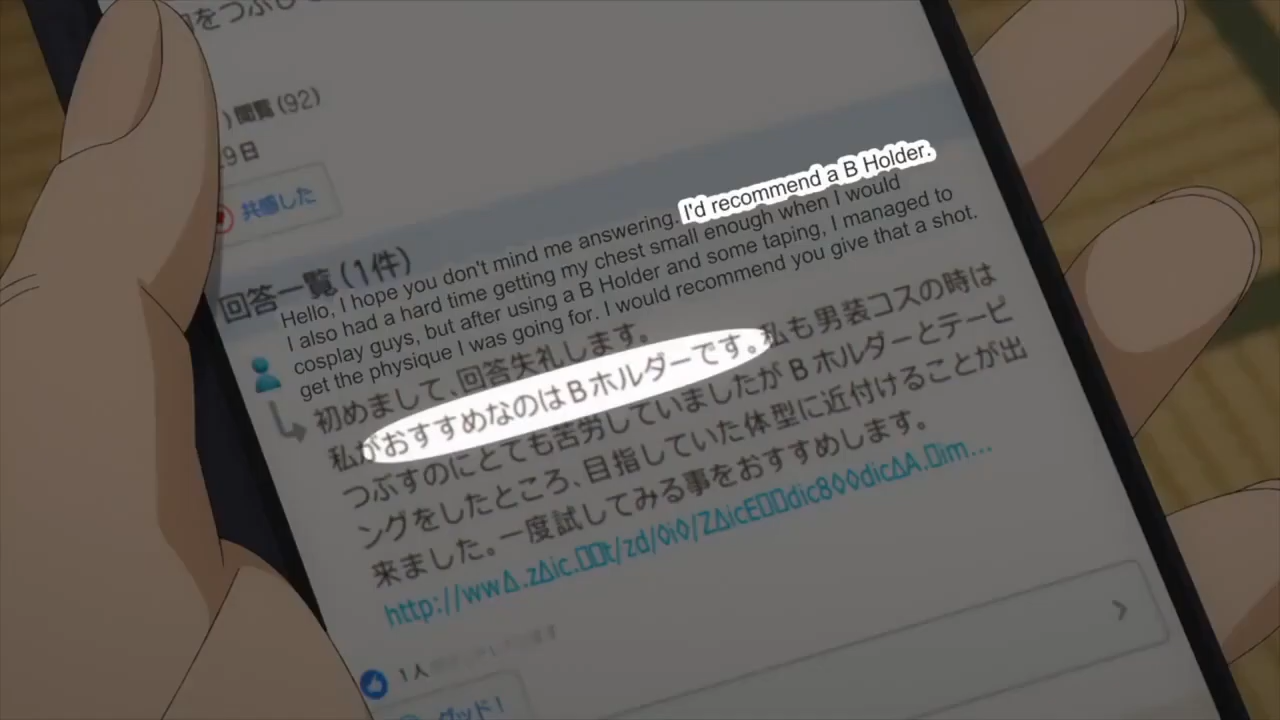 をつぶし
)閲覧(92)
9日
共感した
回答一覧(1件)
Hello, I hope you don't mind me answering. I'd recommend a B Holder.
I also had a hard time getting my chest small enough when I would
cosplay guys, but after using a B Holder and some taping, I managed to
get the physique I was going for. I would recommend you give that a shot.
初めまして、回答失礼します。
私がおすすめなのはBホルダーです。私も男装コスの時は
つぶすのにとても苦労していましたがBホルダーとテーピ
ングをしたところ、目指していた体型に近付けることが出
来ました。一度試してみる事をおすすめします。
http://wwΔ.zΔic.▯▯t/zd/◊i◊/ZΔicE▯▯dic8◊◊dicΔA.▯im...
1人
グッド!